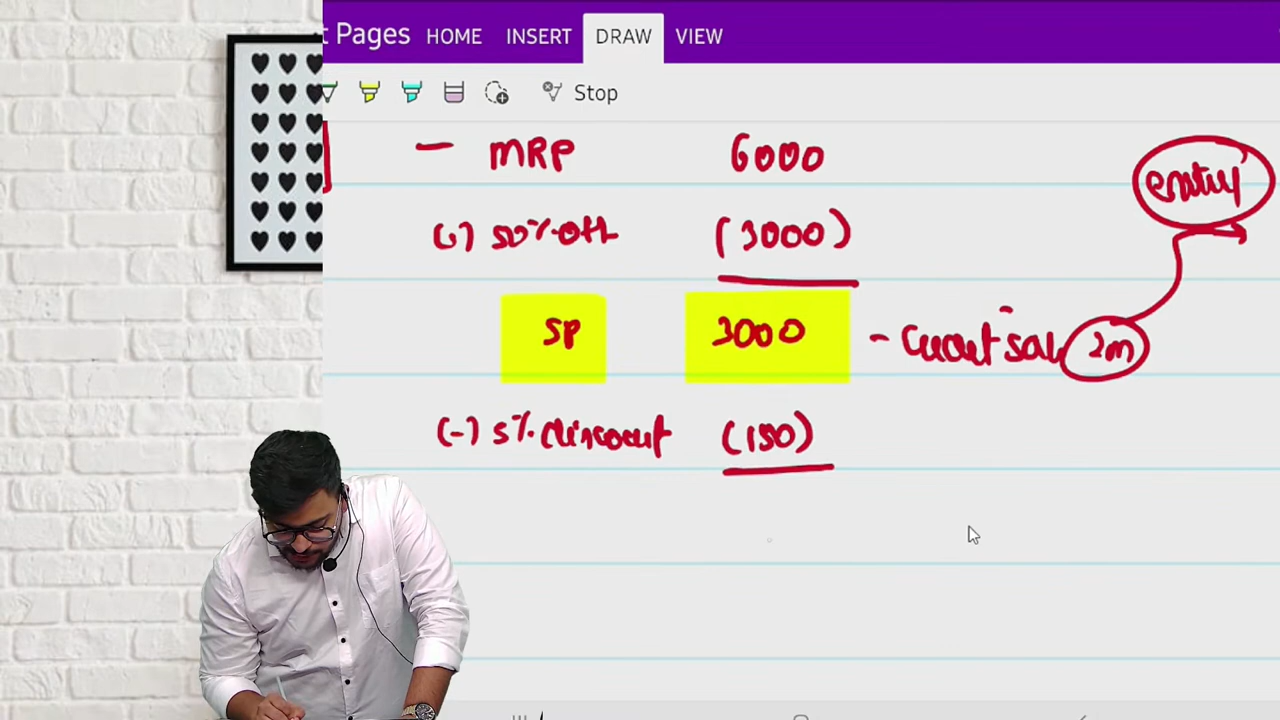 t Pages HOME INSERT DRAW VIEW
Stop
- MRP 6000
(-) 50% off (3000)
entry
SP 3000 - Credit sale 2m
(-) 5% discount (150)